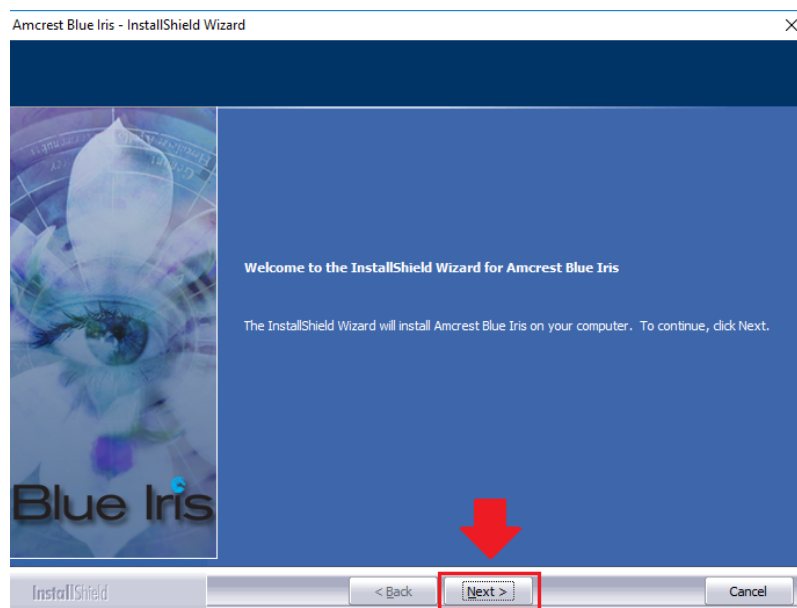 Amcrest Blue Iris - InstallShield Wizard
Welcome to the InstallShield Wizard for Amcrest Blue Iris
The InstallShield Wizard will install Amcrest Blue Iris on your computer. To continue, click Next.
Blue Iris
InstallShield
< Back
Next >
Cancel